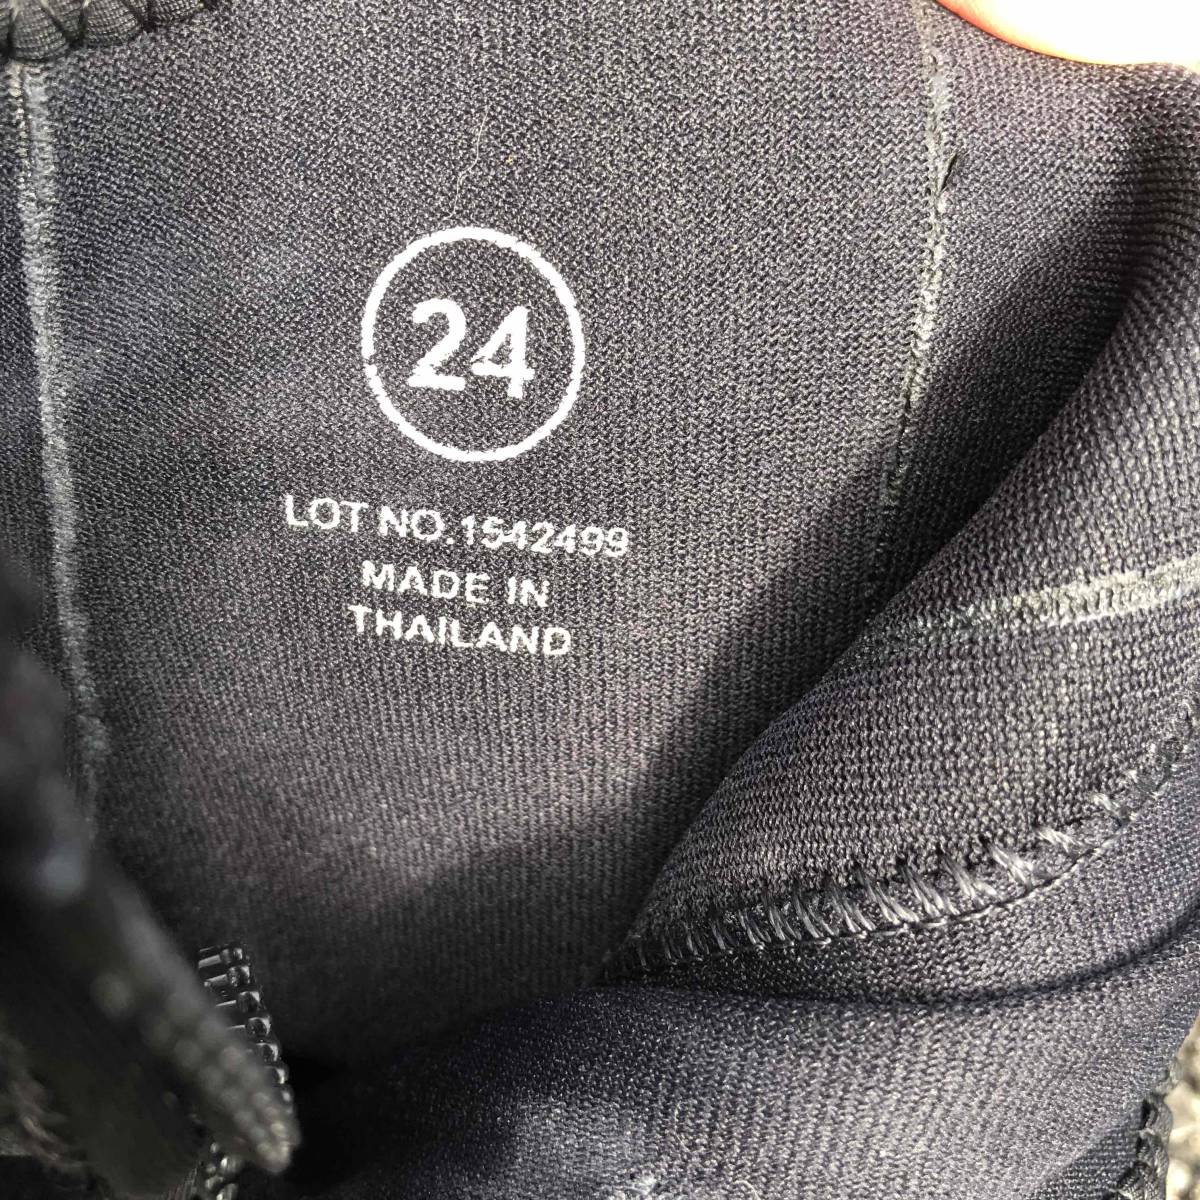 24
LOT NO.1542499
MADE IN
THAILAND